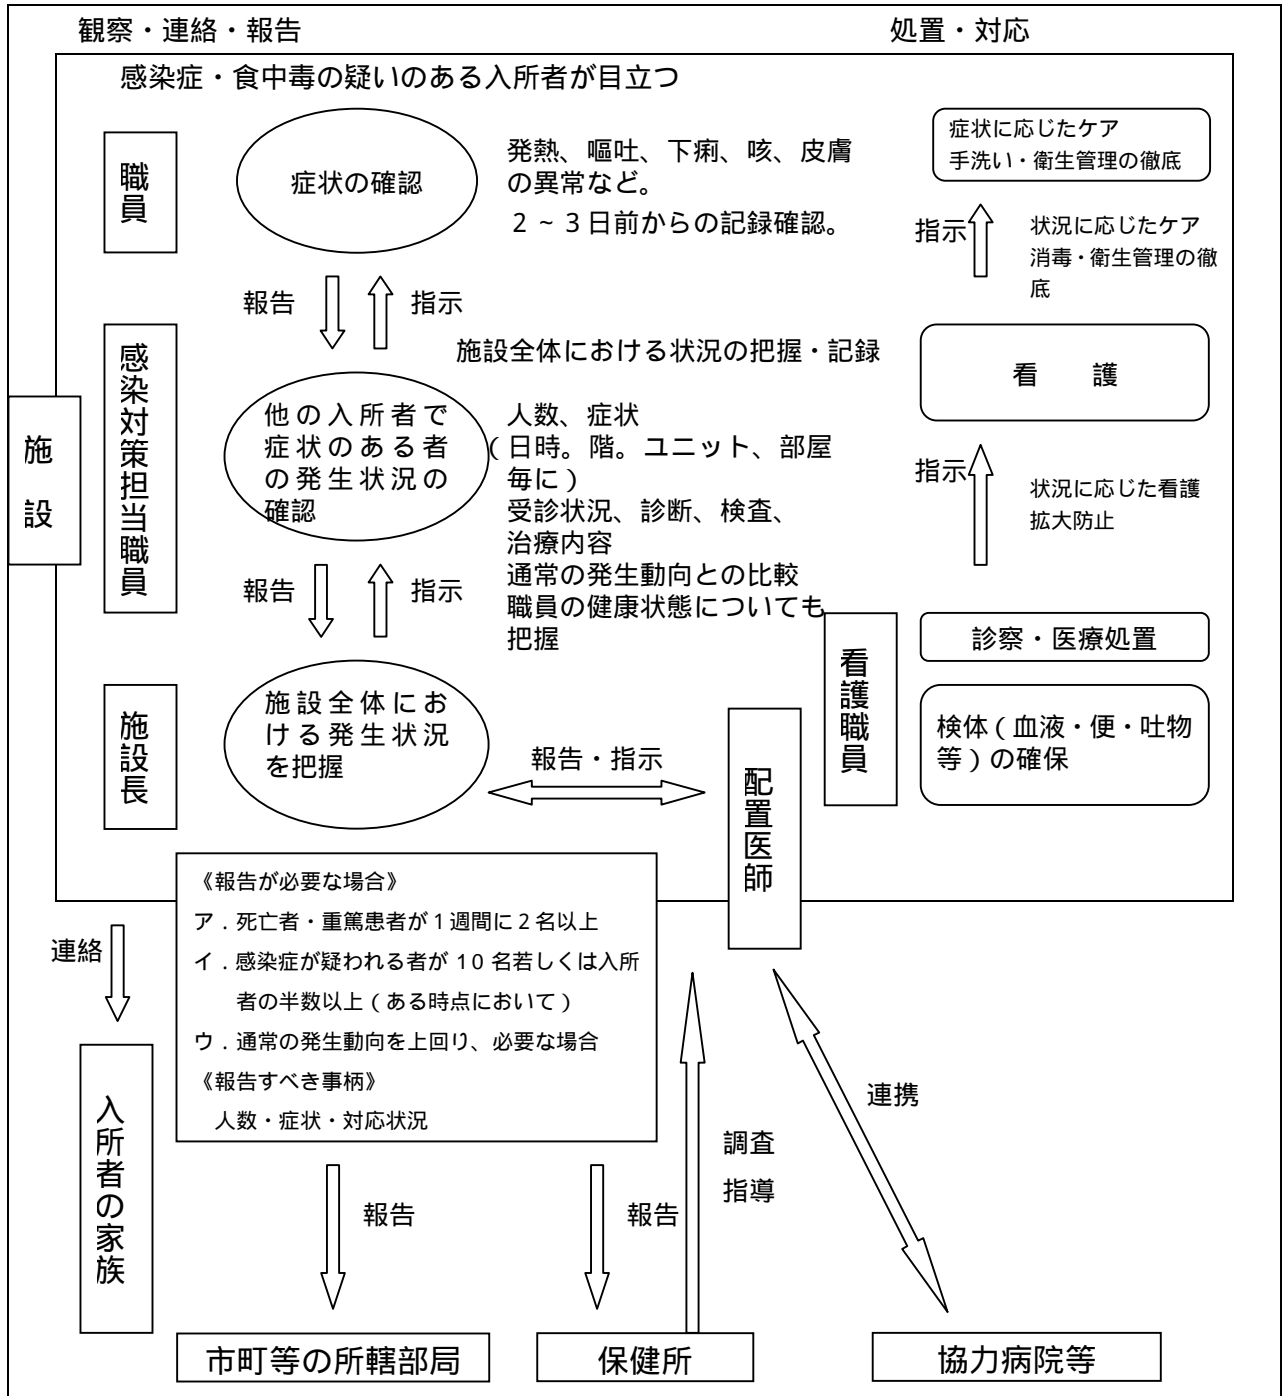 観察・連絡・報告
処置・対応
感染症・食中毒の疑いのある入所者が目立つ
職員
症状の確認
発熱、嘔吐、下痢、咳、皮膚
の異常など。
2~3日前からの記録確認。
症状に応じたケア
手洗い・衛生管理の徹底
指示
状況に応じたケア
消毒・衛生管理の徹
底
報告
指示
施設
感染対策担当職員
施設全体における状況の把握・記録
他の入所者で
症状のある者
の発生状況の
確認
人数、症状
(日時。階。ユニット、部屋
毎に)
受診状況、診断、検査、
治療内容
通常の発生動向との比較
職員の健康状態についても
把握
看 護
指示
状況に応じた看護
拡大防止
報告
指示
看護職員
診察・医療処置
検体(血液・便・吐物
等)の確保
施設長
施設全体にお
ける発生状況
を把握
報告・指示
配置医師
《報告が必要な場合》
ア.死亡者・重篤患者が1週間に2名以上
イ.感染症が疑われる者が 10 名若しくは入所
者の半数以上(ある時点において)
ウ.通常の発生動向を上回り、必要な場合
《報告すべき事柄》
人数・症状・対応状況
連絡
入所者の家族
報告
報告
調査
指導
連携
市町等の所轄部局
保健所
協力病院等